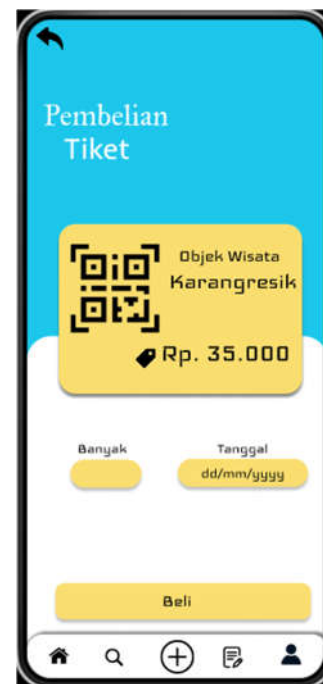 Pembelian
Tiket
Objek Wisata
Karangresik
Rp. 35.000
Banyak
Tanggal
dd/mm/yyyy
Beli